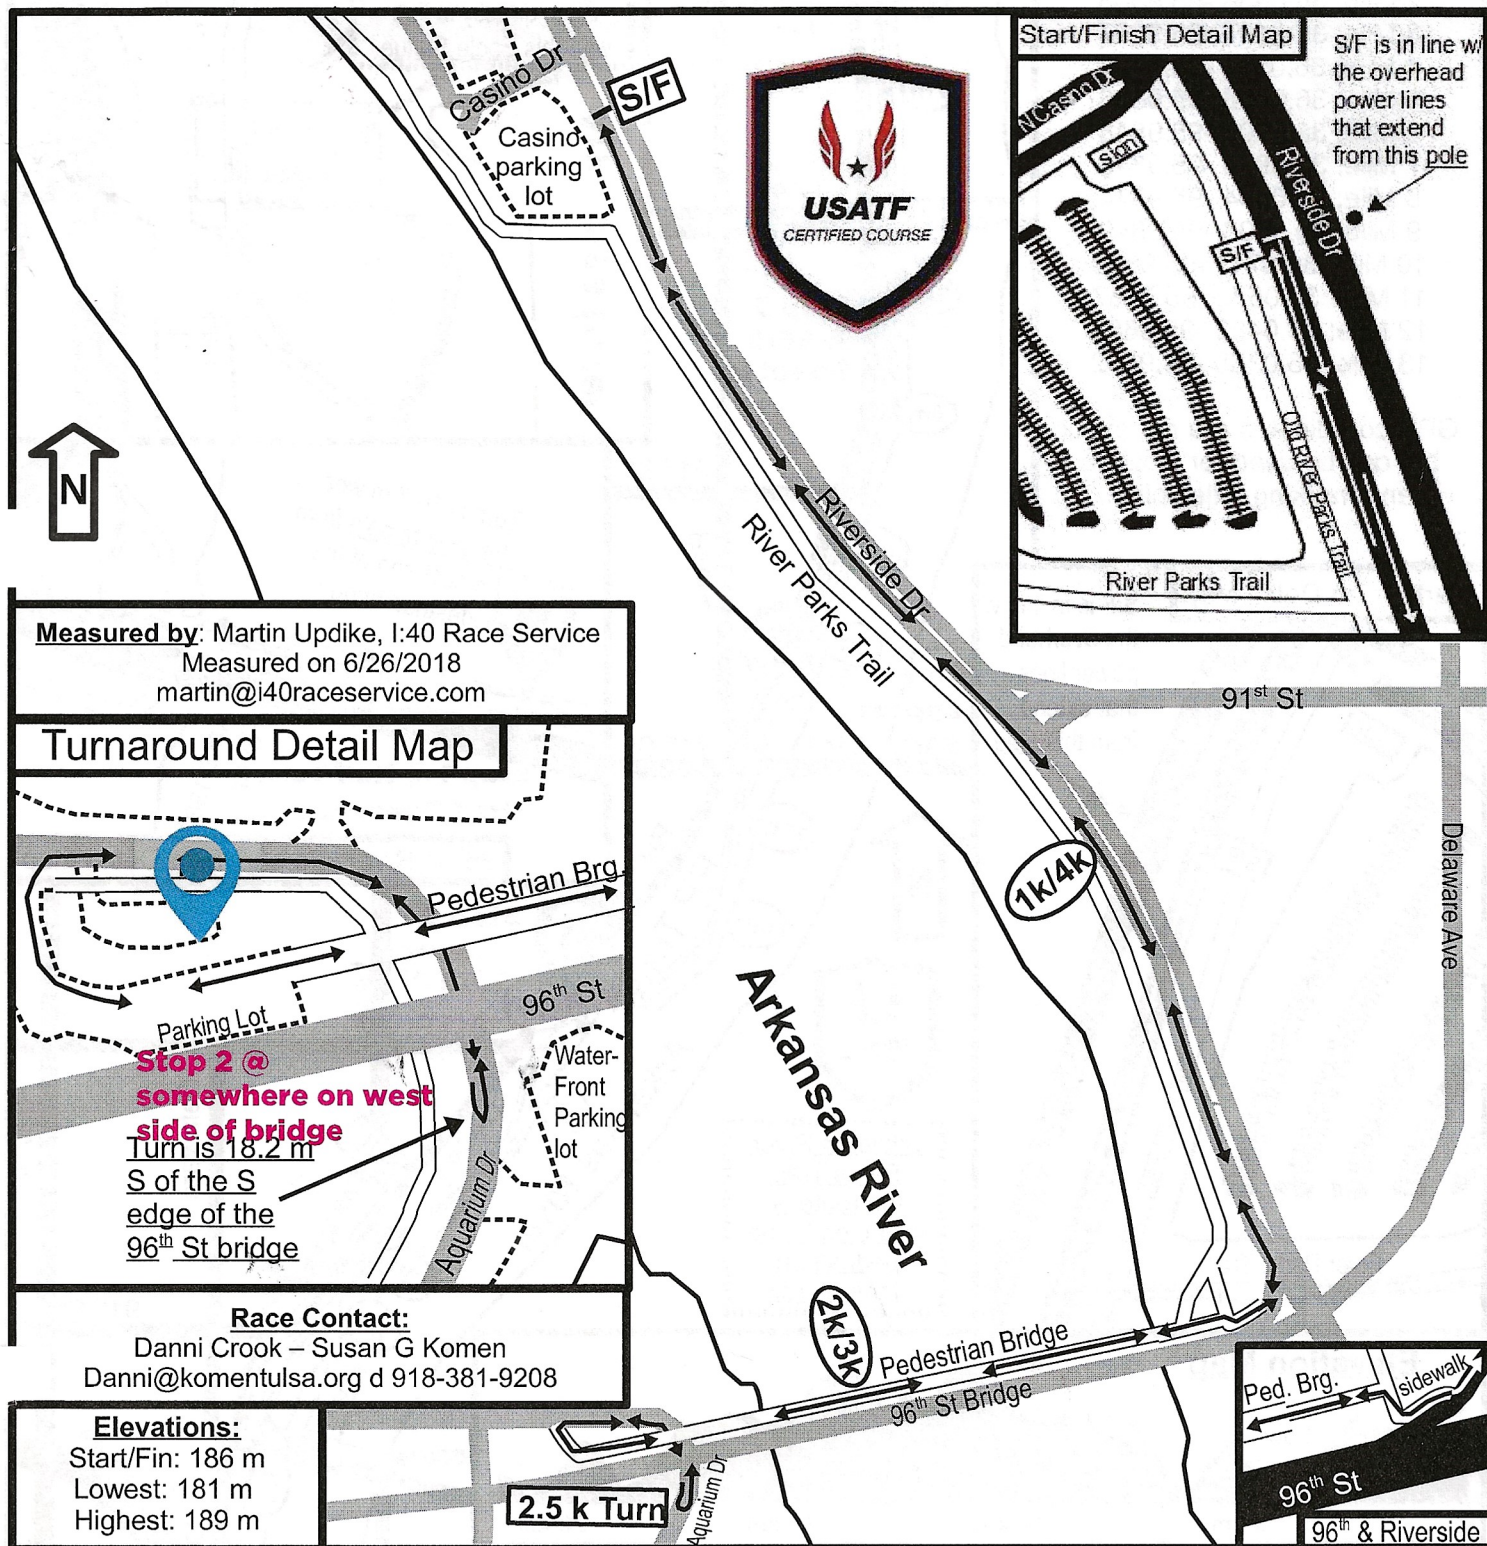 Casino Dr
S/F
Casino
parking
lot
USATF
CERTIFIED COURSE
Start/Finish Detail Map
S/F is in line w/
the overhead
power lines
that extend
from this pole
N Casino Dr
sign
Riverside Dr
S/F
Old River Parks Trail
River Parks Trail
N
Riverside Dr
River Parks Trail
91st St
Delaware Ave
1k/4k
Arkansas River
Measured by: Martin Updike, I:40 Race Service
Measured on 6/26/2018
martin@i40raceservice.com
Turnaround Detail Map
Pedestrian Brg.
96th St
Parking Lot
Stop 2 @
somewhere on west
side of bridge
Water-
Front
Parking
lot
Turn is 18.2 m
S of the S
edge of the
96th St bridge
Aquarium Dr
Race Contact:
Danni Crook – Susan G Komen
Danni@komentulsa.org d 918-381-9208
2k/3k
Pedestrian Bridge
96th St Bridge
Elevations:
Start/Fin: 186 m
Lowest: 181 m
Highest: 189 m
2.5 k Turn
Aquarium Dr
Ped. Brg.
sidewalk
96th St
96th & Riverside